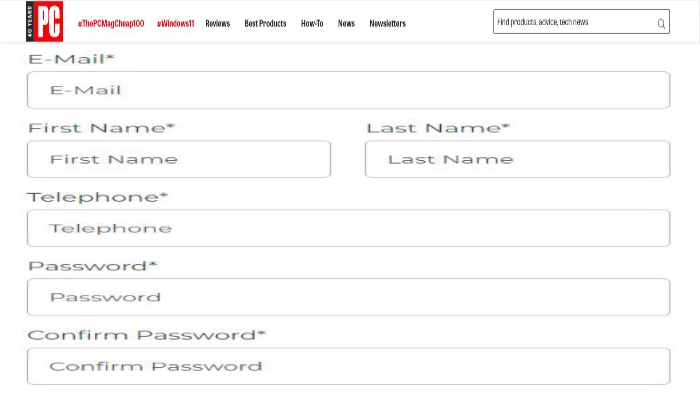 40 YEARS PC #ThePCMagCheap100 #Windows11 Reviews Best Products How-To News Newsletters Find products, advice, tech news
E-Mail*
E-Mail
First Name* Last Name*
First Name Last Name
Telephone*
Telephone
Password*
Password
Confirm Password*
Confirm Password